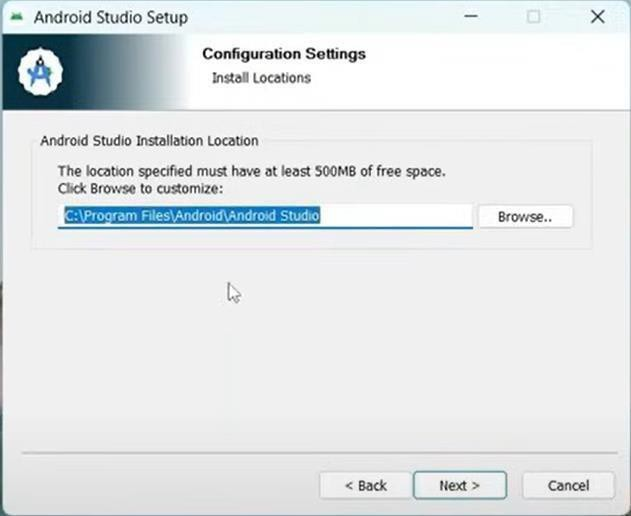 Android Studio Setup
Configuration Settings
Install Locations
Android Studio Installation Location
The location specified must have at least 500MB of free space.
Click Browse to customize:
C:\Program Files\Android\Android Studio
Browse..
< Back
Next >
Cancel